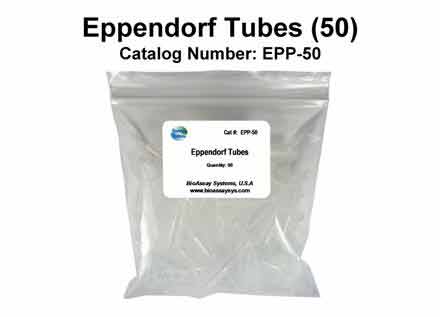 Eppendorf Tubes (50)
Catalog Number: EPP-50
Cat #: EPP-50
Eppendorf Tubes
Quantity: 50
BioAssay Systems, U.S.A
www.bioassaysys.com